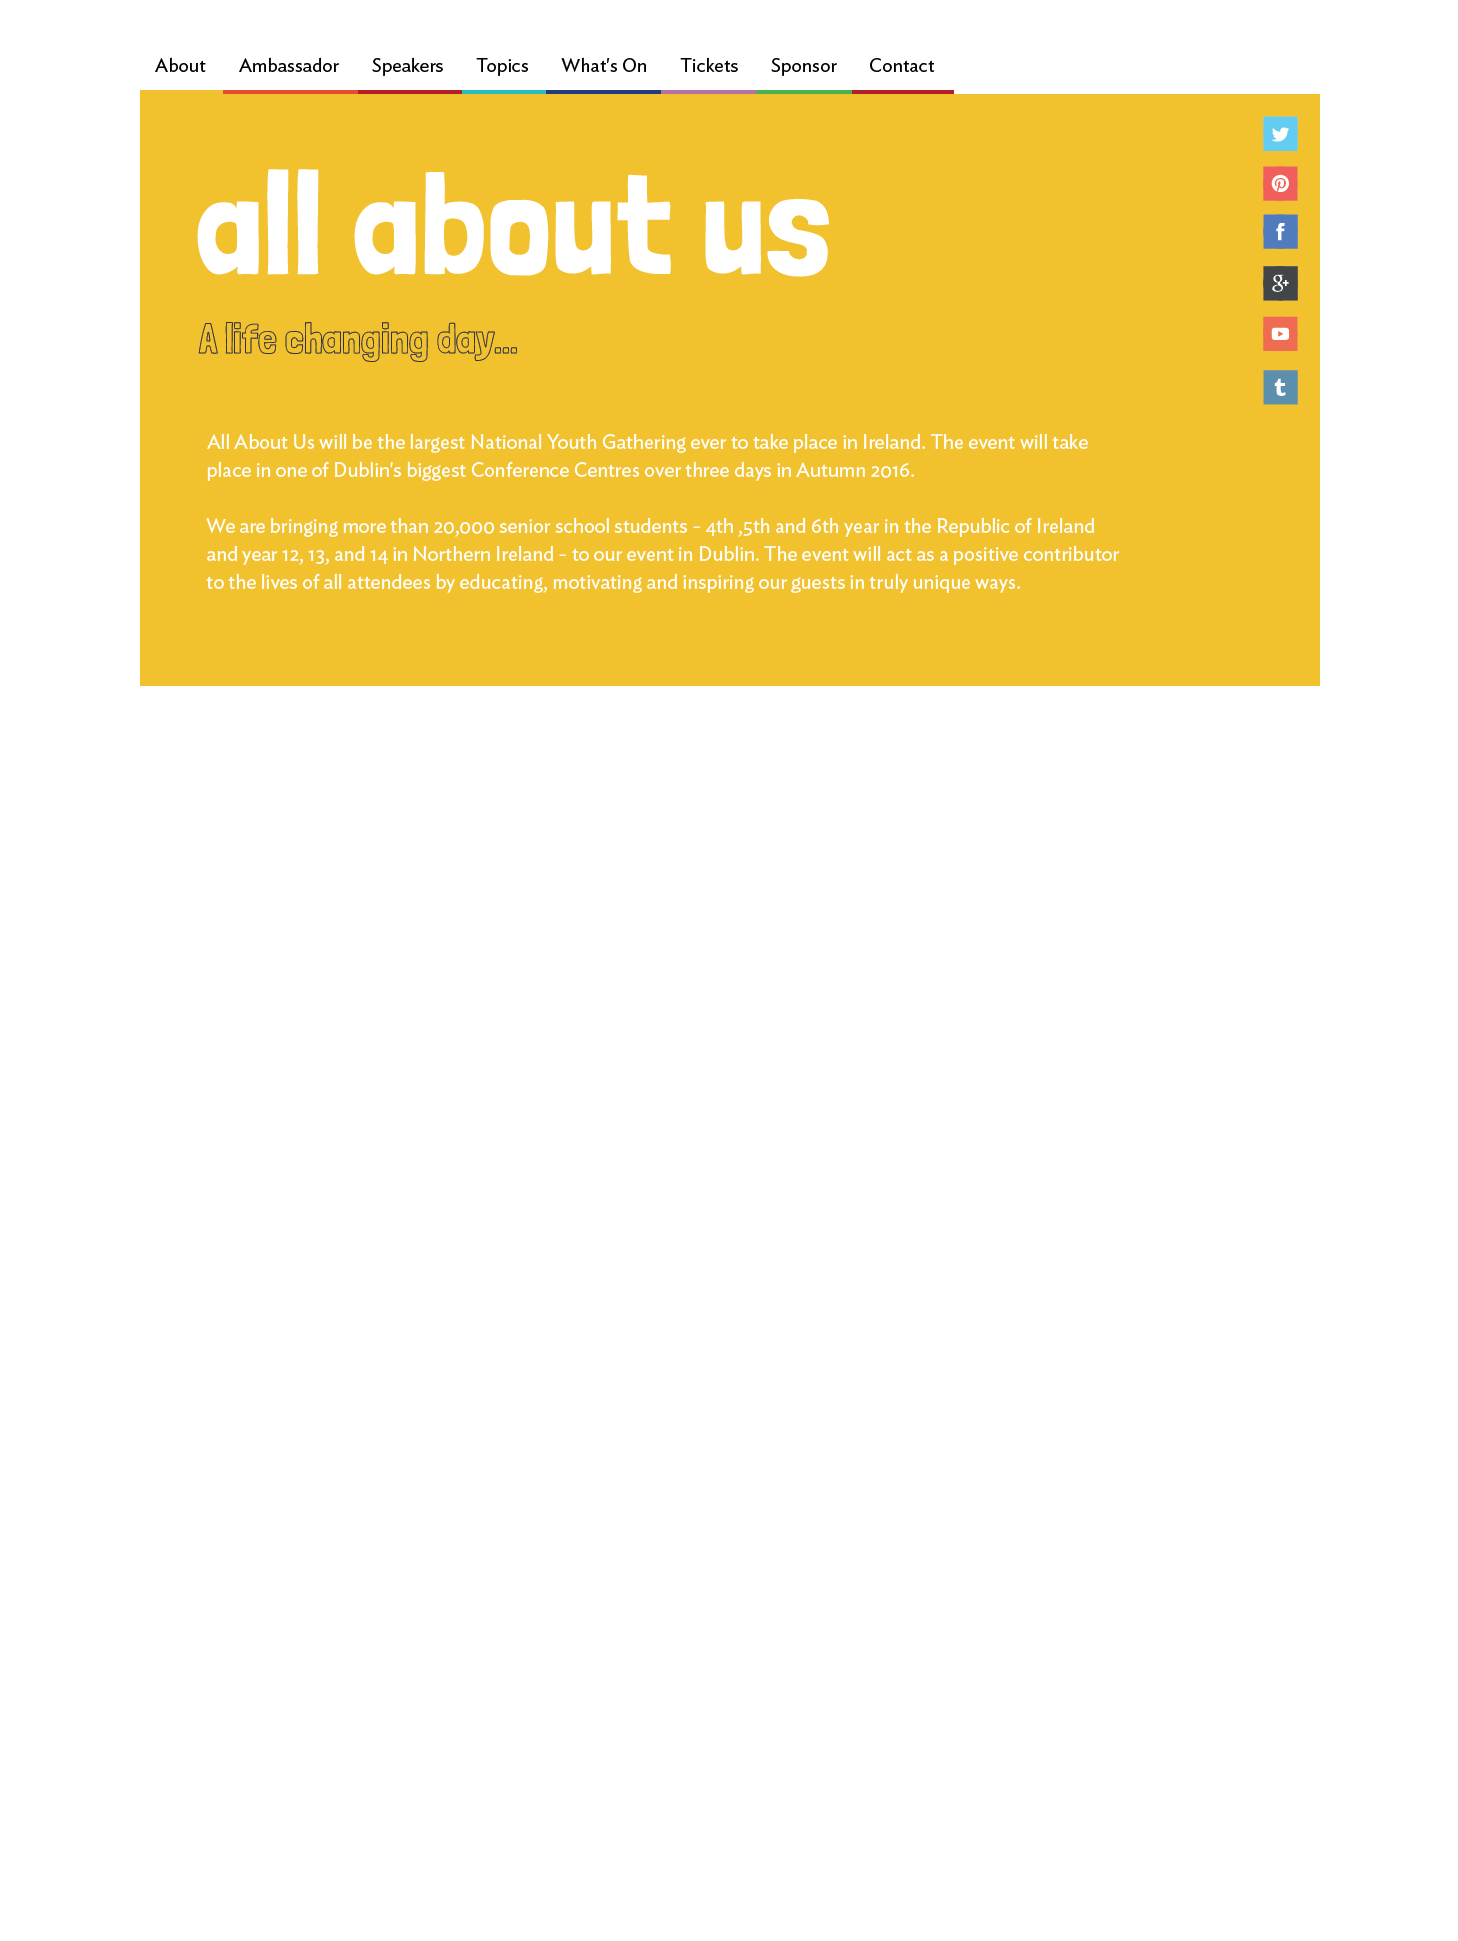 About Ambassador Speakers Topics What's On Tickets Sponsor Contact
all about us
A life changing day...
All About Us will be the largest National Youth Gathering ever to take place in Ireland. The event will take
place in one of Dublin's biggest Conference Centres over three days in Autumn 2016.
We are bringing more than 20,000 senior school students – 4th ,5th and 6th year in the Republic of Ireland
and year 12, 13, and 14 in Northern Ireland – to our event in Dublin. The event will act as a positive contributor
to the lives of all attendees by educating, motivating and inspiring our guests in truly unique ways.